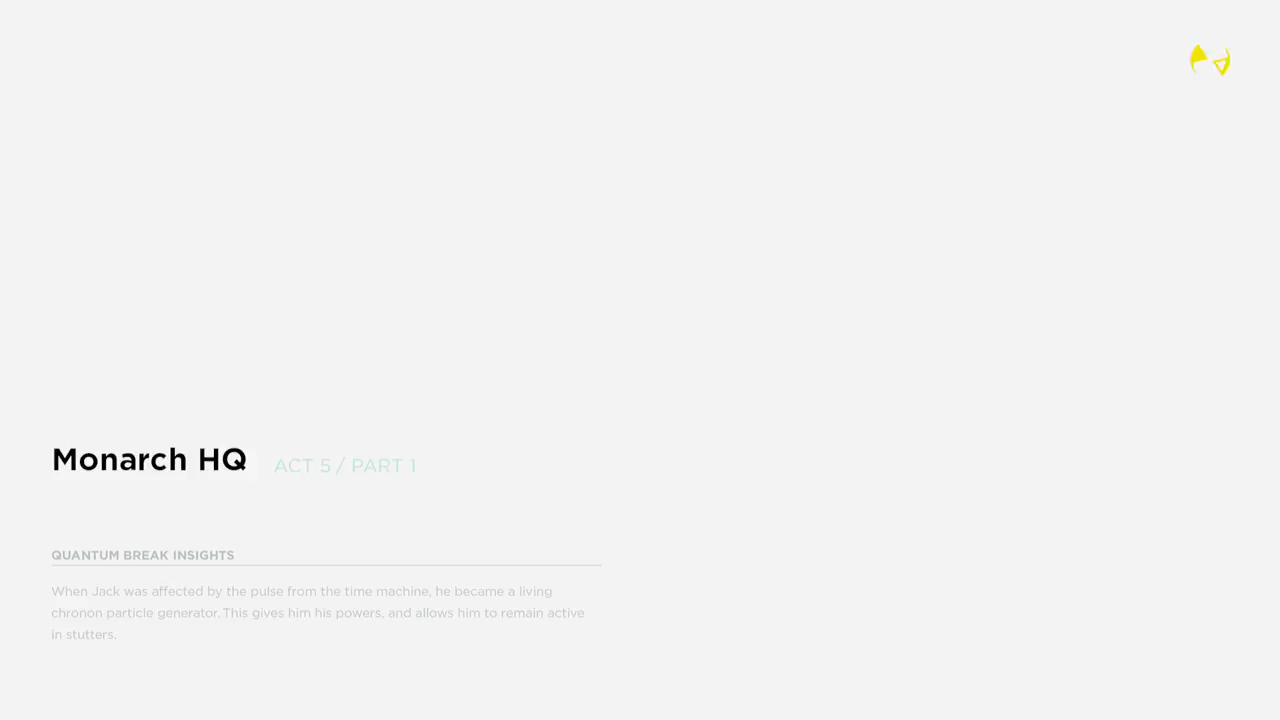 Monarch HQ ACT 5 / PART 1
QUANTUM BREAK INSIGHTS
When Jack was affected by the pulse from the time machine, he became a living
chronon particle generator. This gives him his powers, and allows him to remain active
in stutters.